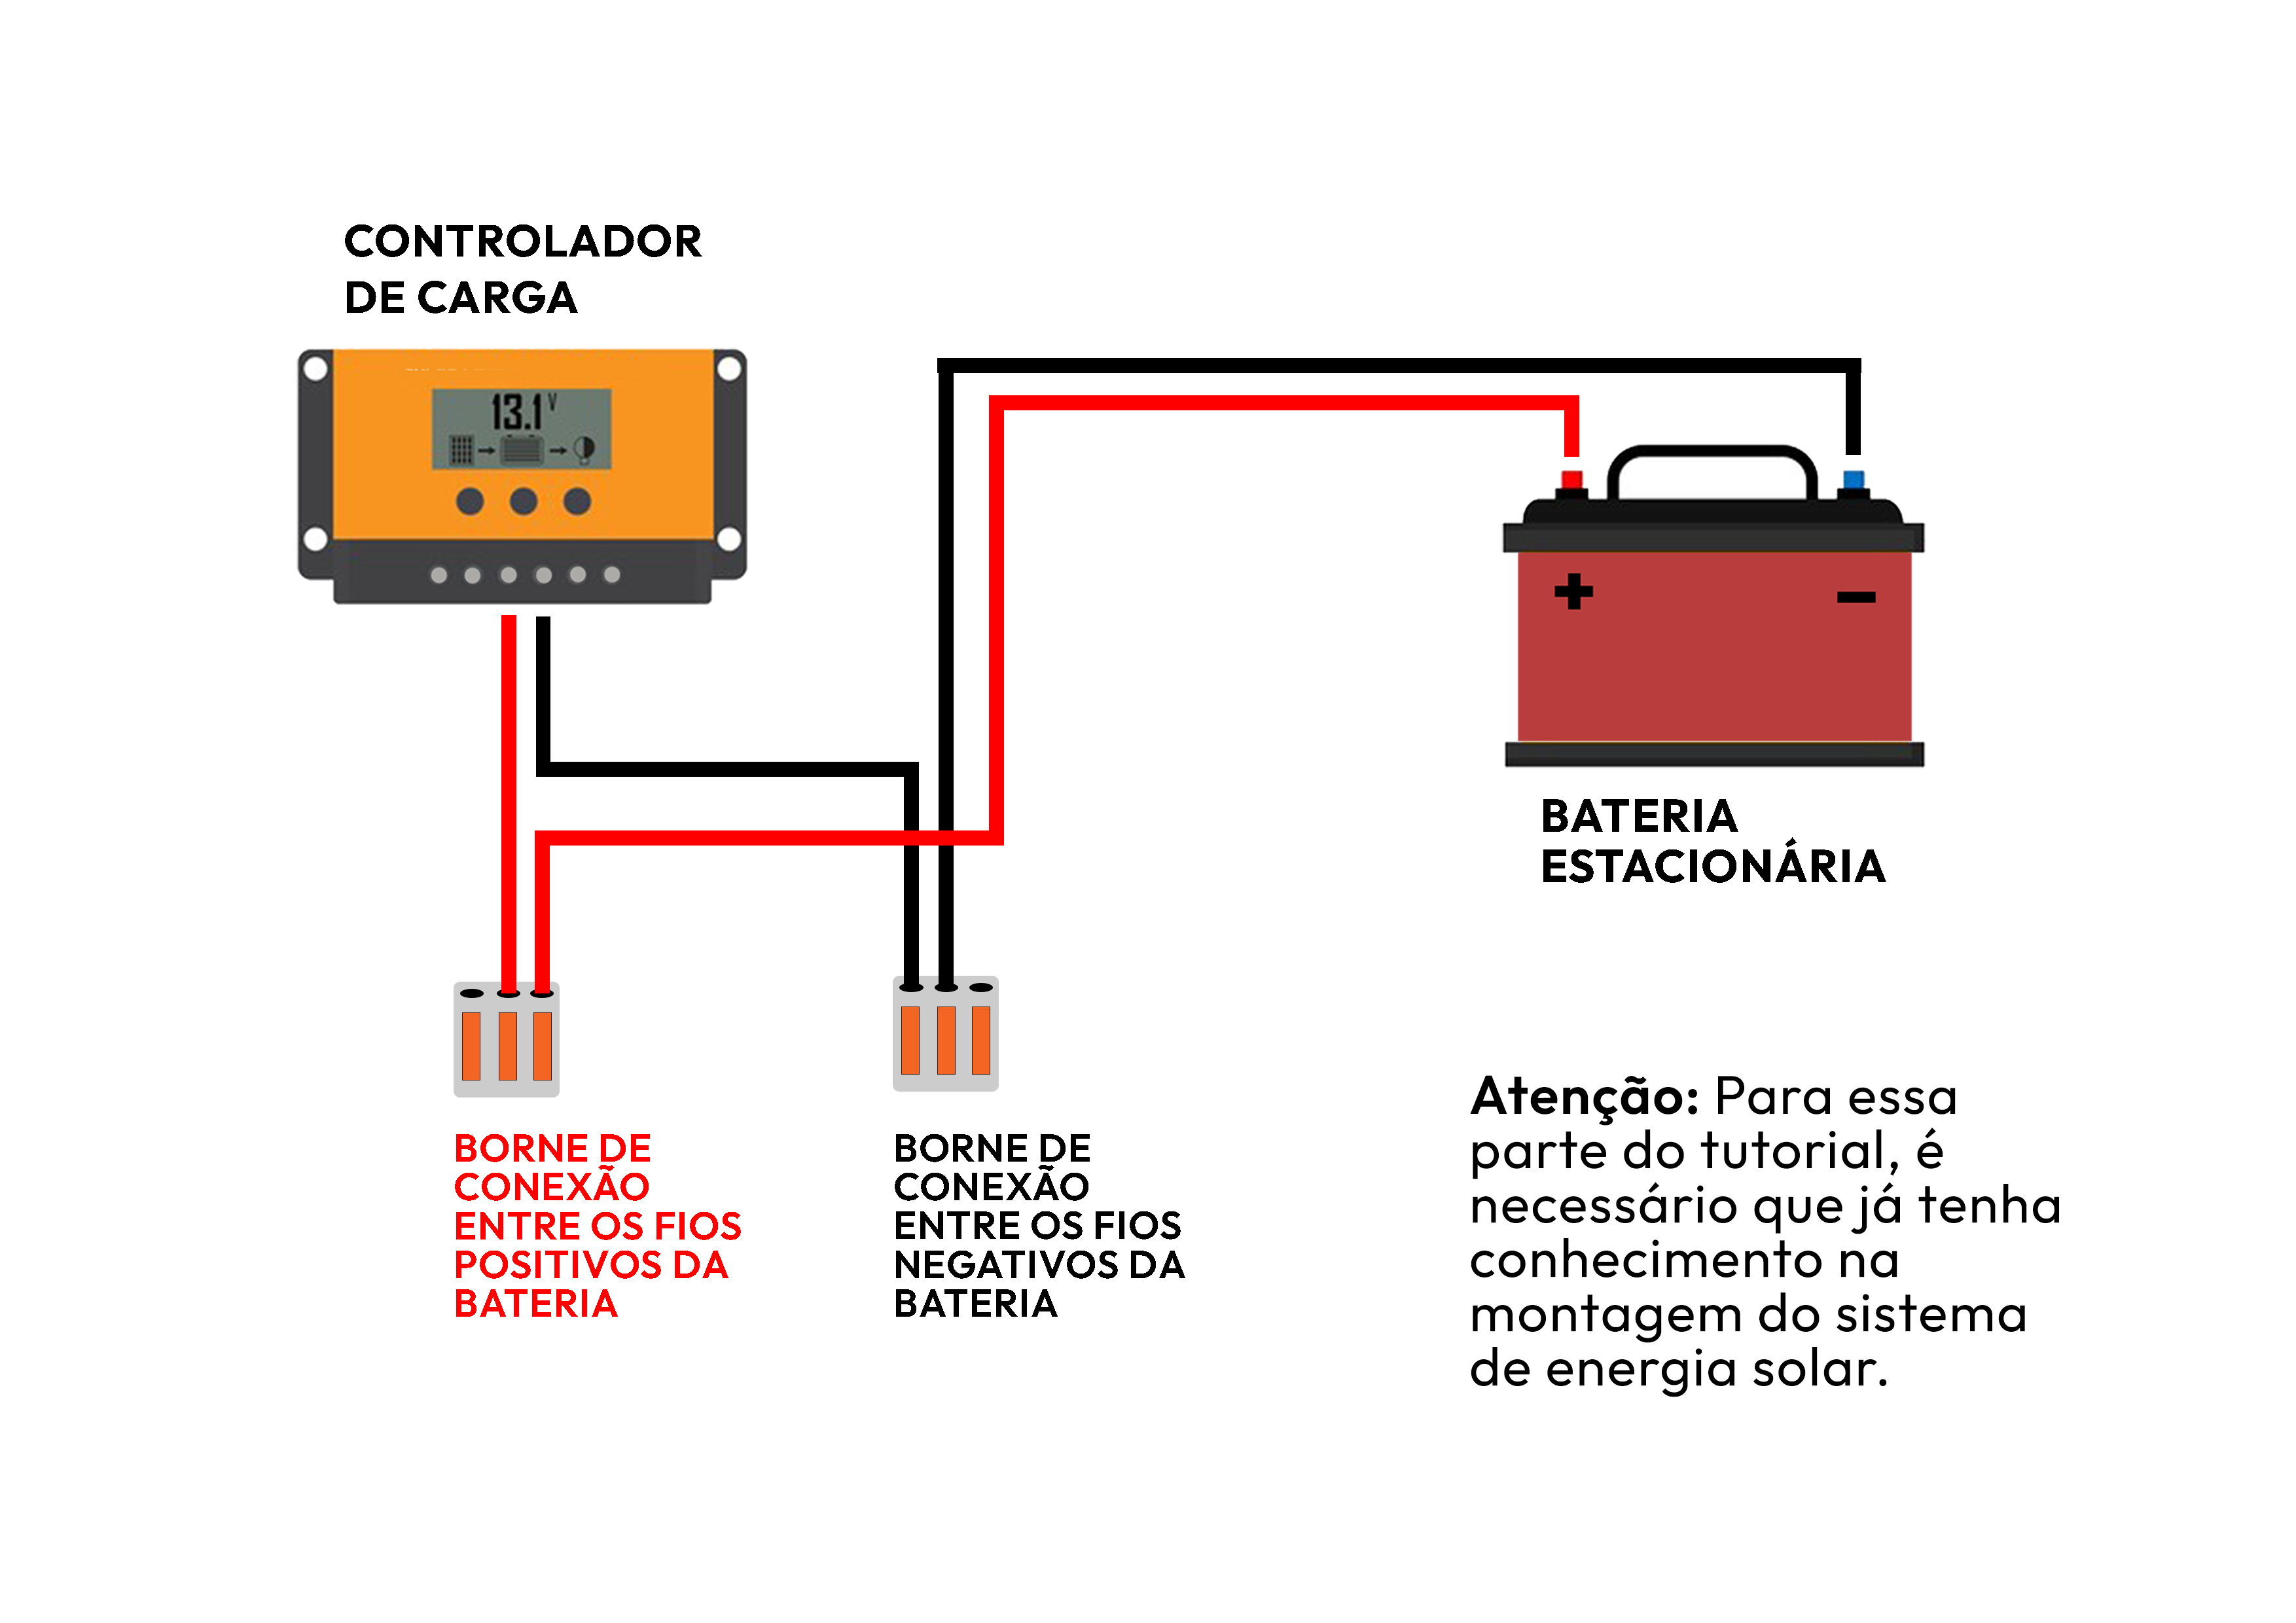 CONTROLADOR
DE CARGA
13.1 V
+
−
BATERIA
ESTACIONÁRIA
BORNE DE
CONEXÃO
ENTRE OS FIOS
POSITIVOS DA
BATERIA
BORNE DE
CONEXÃO
ENTRE OS FIOS
NEGATIVOS DA
BATERIA
Atenção: Para essa
parte do tutorial, é
necessário que já tenha
conhecimento na
montagem do sistema
de energia solar.